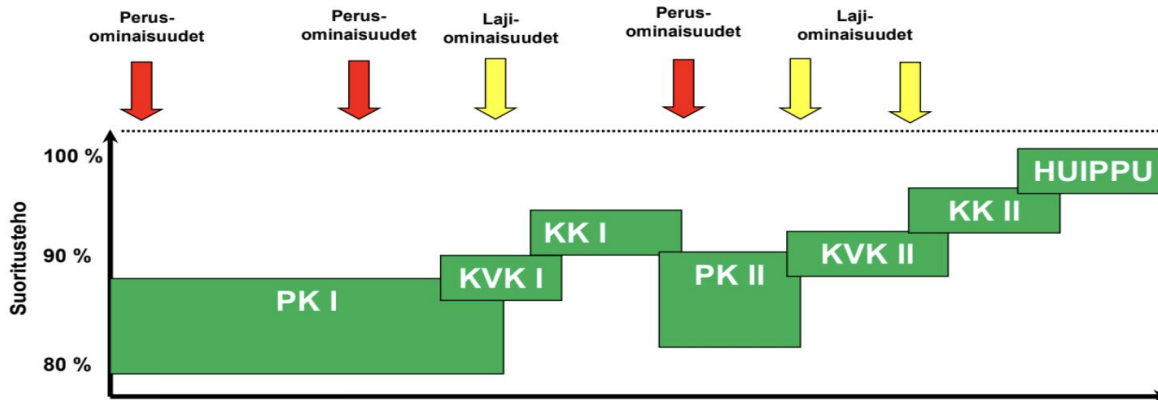 Perus-
ominaisuudet
Perus-
ominaisuudet
Laji-
ominaisuudet
Perus-
ominaisuudet
Laji-
ominaisuudet
100 %
90 %
80 %
Suoritusteho
PK I
KVK I
KK I
PK II
KVK II
KK II
HUIPPU